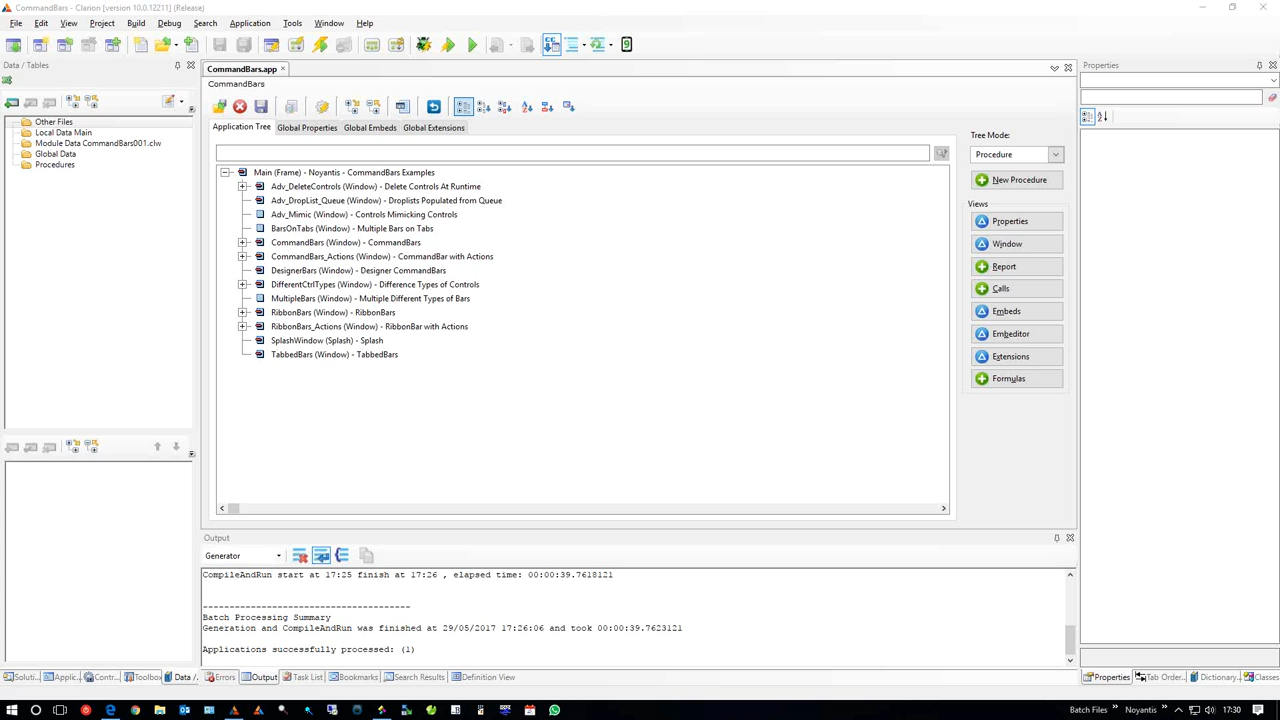 CommandBars - Clarion [version 10.0.12211] (Release)
File Edit View Project Build Debug Search Application Tools Window Help
Data / Tables
Other Files
Local Data Main
Module Data CommandBars001.clw
Global Data
Procedures
CommandBars.app
CommandBars
Application Tree Global Properties Global Embeds Global Extensions
Main (Frame) - Noyantis - CommandBars Examples
Adv_DeleteControls (Window) - Delete Controls At Runtime
Adv_DropList_Queue (Window) - Droplists Populated from Queue
Adv_Mimic (Window) - Controls Mimicking Controls
BarsOnTabs (Window) - Multiple Bars on Tabs
CommandBars (Window) - CommandBars
CommandBars_Actions (Window) - CommandBar with Actions
DesignerBars (Window) - Designer CommandBars
DifferentCtrlTypes (Window) - Difference Types of Controls
MultipleBars (Window) - Multiple Different Types of Bars
RibbonBars (Window) - RibbonBars
RibbonBars_Actions (Window) - RibbonBar with Actions
SplashWindow (Splash) - Splash
TabbedBars (Window) - TabbedBars
Tree Mode:
Procedure
New Procedure
Views
Properties
Window
Report
Calls
Embeds
Embeditor
Extensions
Formulas
Properties
Output
Generator
CompileAndRun start at 17:25 finish at 17:26 , elapsed time: 00:00:39.7618121
-------------------------------------
Batch Processing Summary
Generation and CompileAndRun was finished at 29/05/2017 17:26:06 and took 00:00:39.7623121
Applications successfully processed: (1)
Soluti... Applic... Contr... Toolbox Data /.
Errors Output Task List Bookmarks Search Results Definition View
Properties Tab Order... Dictionary... Classes
Batch Files Noyantis 17:30